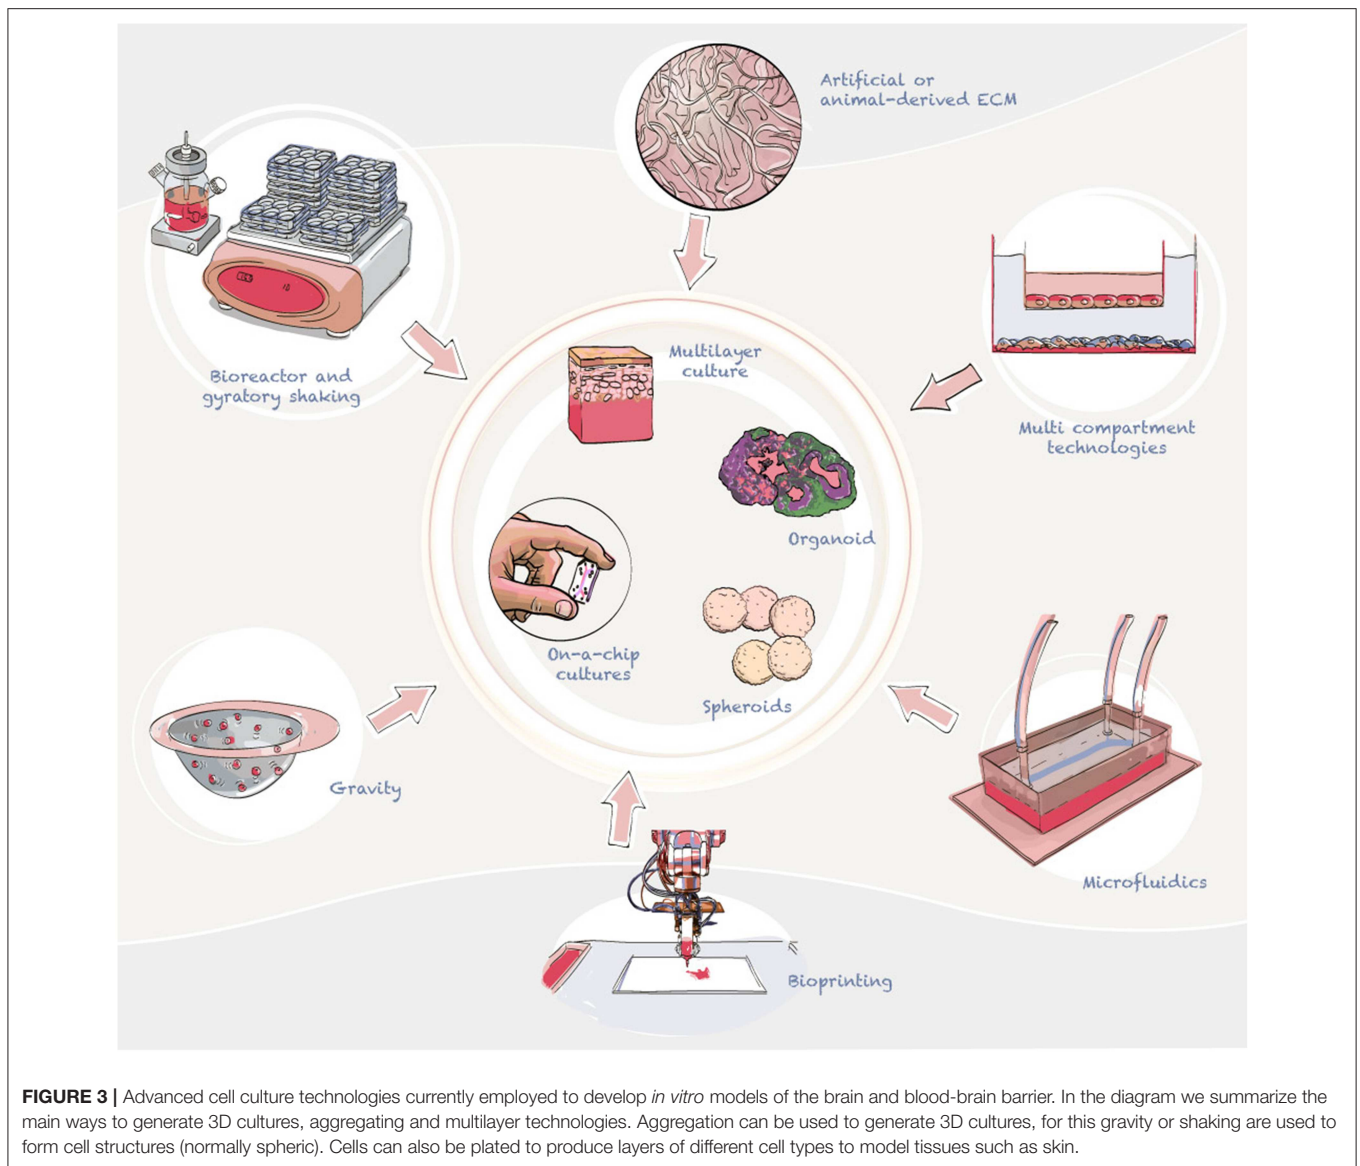 Artificial or
animal-derived ECM
Bioreactor and
gyratory shaking
Multilayer
culture
Multi compartment
technologies
Organoid
On-a-chip
cultures
Spheroids
Gravity
Microfluidics
Bioprinting
FIGURE 3 | Advanced cell culture technologies currently employed to develop in vitro models of the brain and blood-brain barrier. In the diagram we summarize the
main ways to generate 3D cultures, aggregating and multilayer technologies. Aggregation can be used to generate 3D cultures, for this gravity or shaking are used to
form cell structures (normally spheric). Cells can also be plated to produce layers of different cell types to model tissues such as skin.